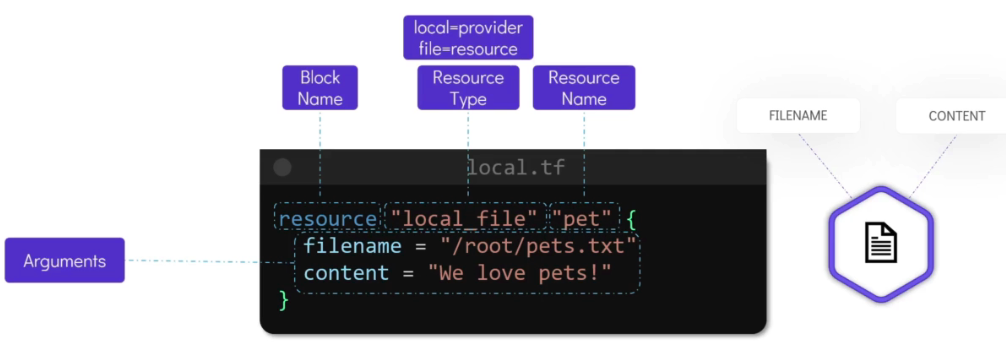 local=provider
file=resource
Block
Name
Resource
Type
Resource
Name
FILENAME
CONTENT
local.tf
resource "local_file" "pet" {
filename = "/root/pets.txt"
content = "We love pets!"
}
Arguments